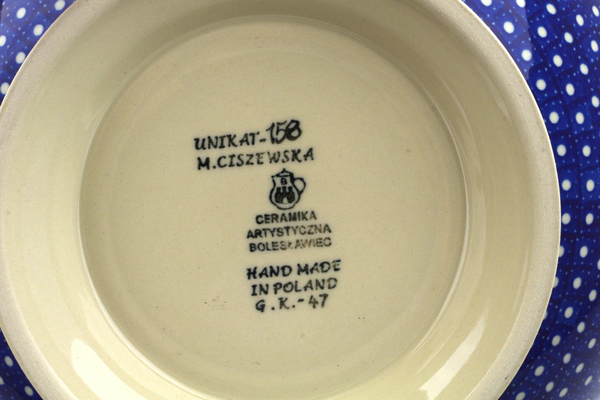 UNIKAT-158
M.CISZEWSKA
CERAMIKA
ARTYSTYCZNA
BOLESŁAWIEC
HAND MADE
IN POLAND
G.K.-47